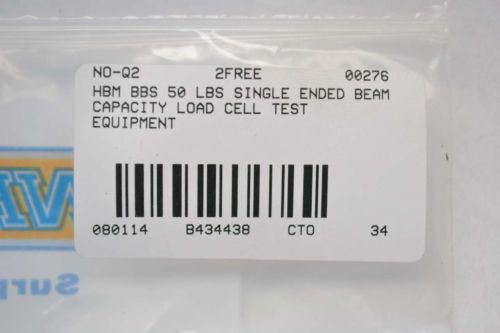 NO-Q2 2FREE 00276
HBM BBS 50 LBS SINGLE ENDED BEAM
CAPACITY LOAD CELL TEST
EQUIPMENT
080114 B434438 CTO 34
Surp